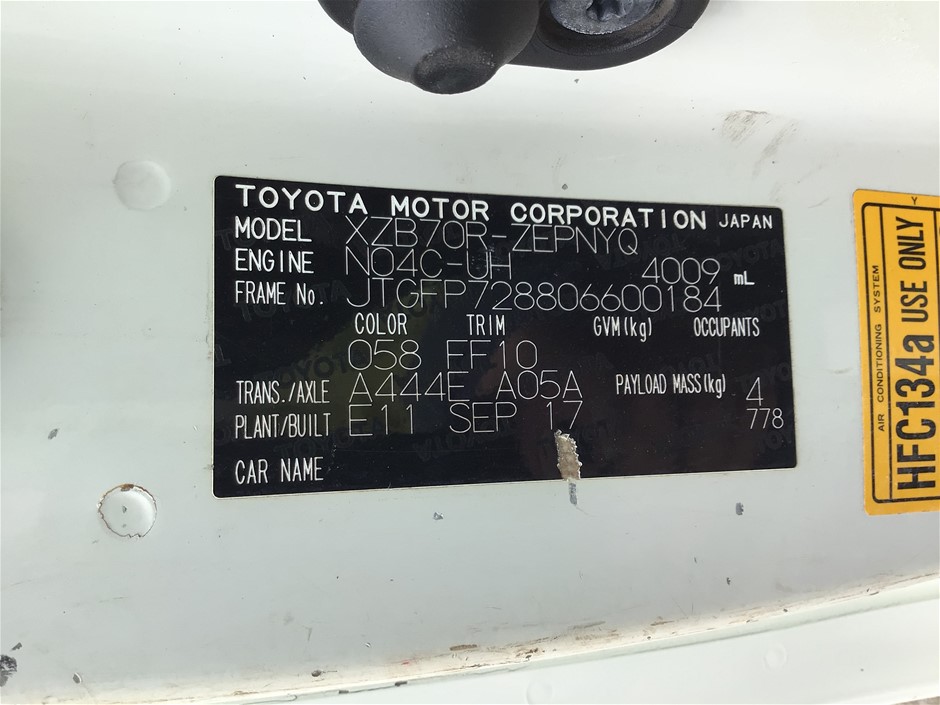 TOYOTA MOTOR CORPORATION JAPAN
MODEL XZB70R-ZEPNYQ
ENGINE N04C-UH 4009 mL
FRAME No. JTGFP728806600184
COLOR TRIM GVM(kg) OCCUPANTS
058 EF10
TRANS./AXLE A444E A05A PAYLOAD MASS(kg) 4
PLANT/BUILT E11 SEP 17 778
CAR NAME
AIR CONDITIONING SYSTEM
HFC134a USE ONLY